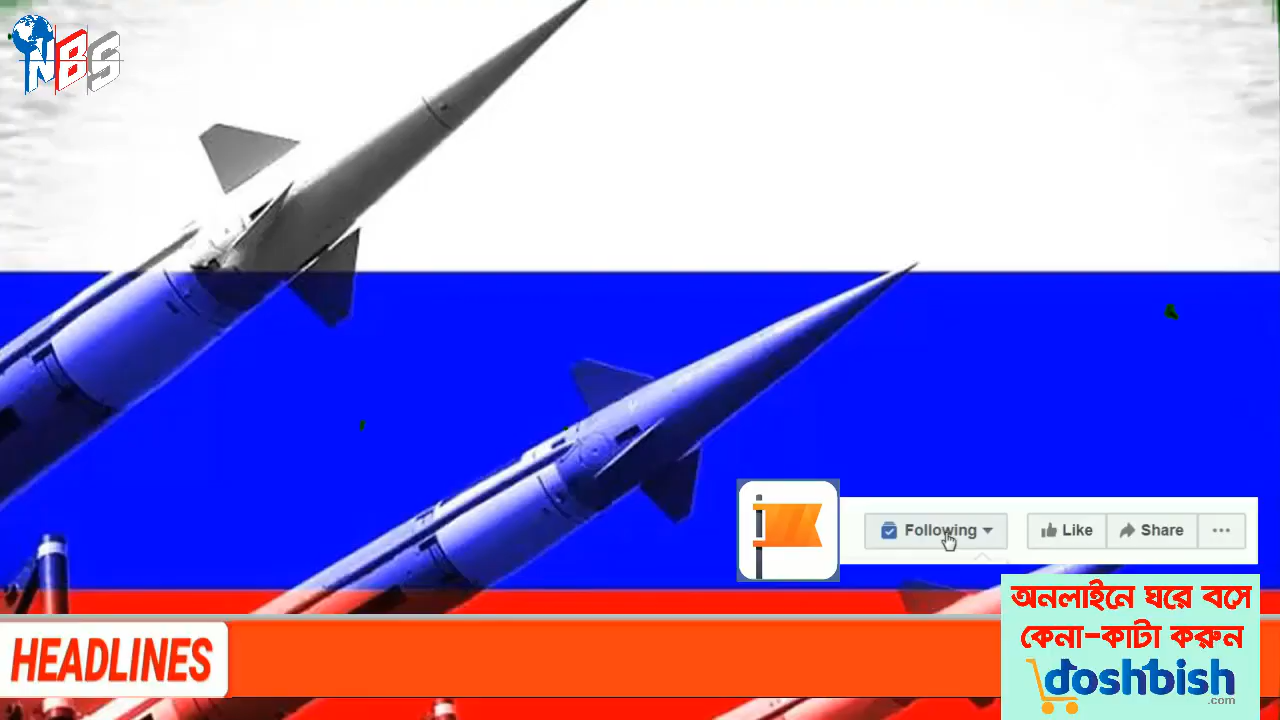 NBS
Following
Like
Share
HEADLINES
অনলাইনে ঘরে বসে
কেনা-কাটা করুন
doshbish
.com